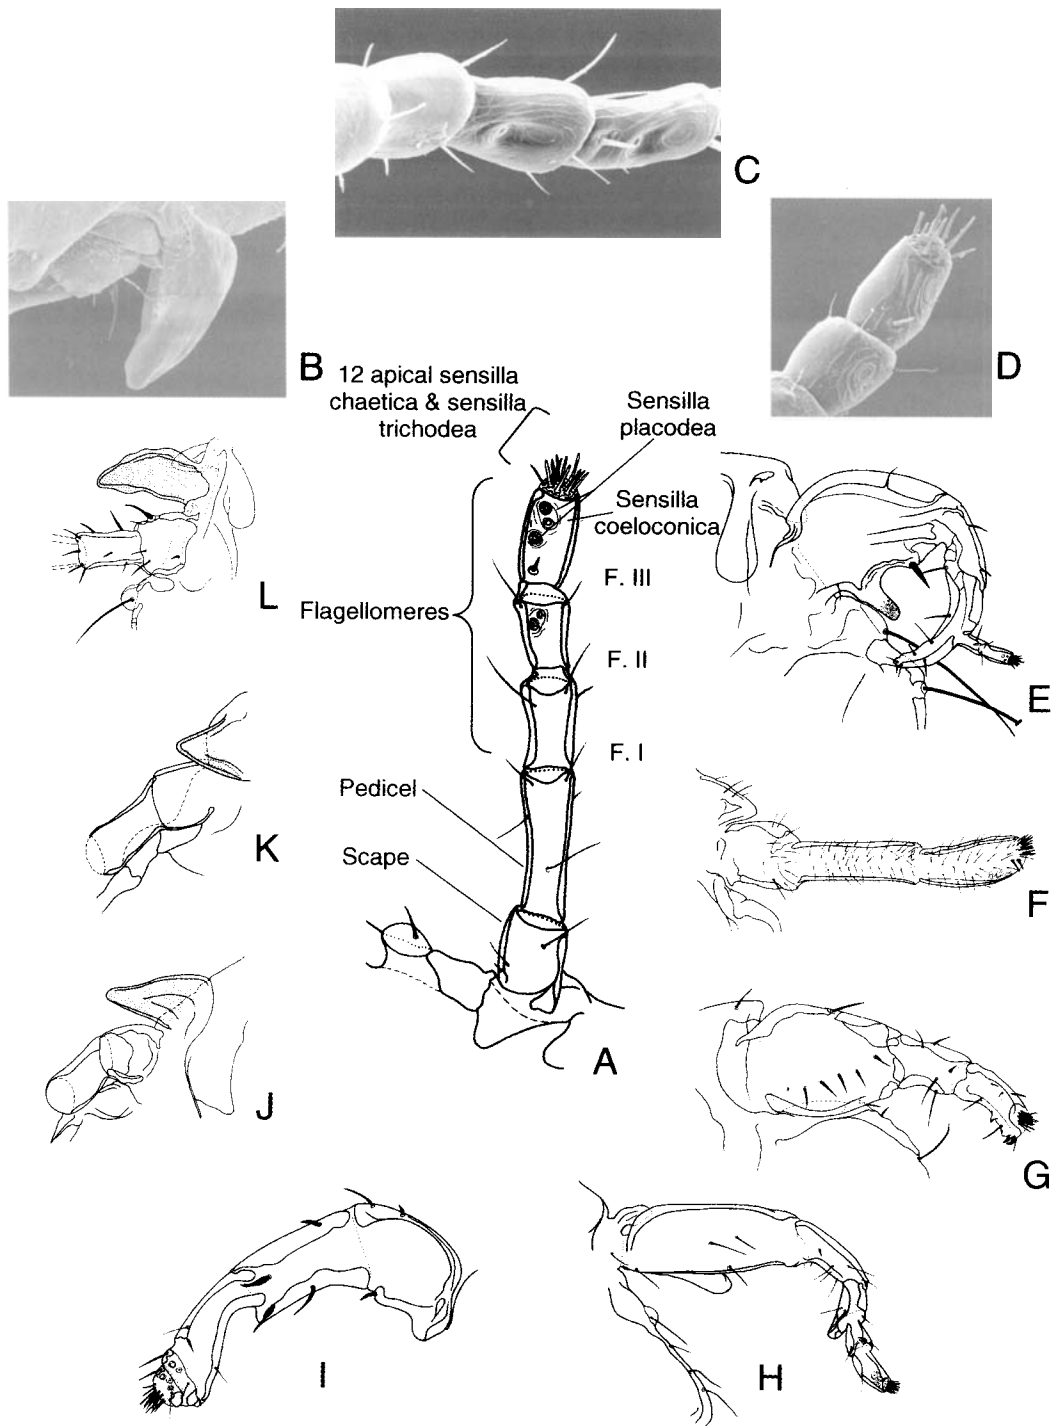 C
B
D
12 apical sensilla
chaetica & sensilla
trichodea
Sensilla
placodea
Sensilla
coeloconica
L
F. III
Flagellomeres
F. II
E
F. I
Pedicel
K
Scape
F
A
J
G
I
H